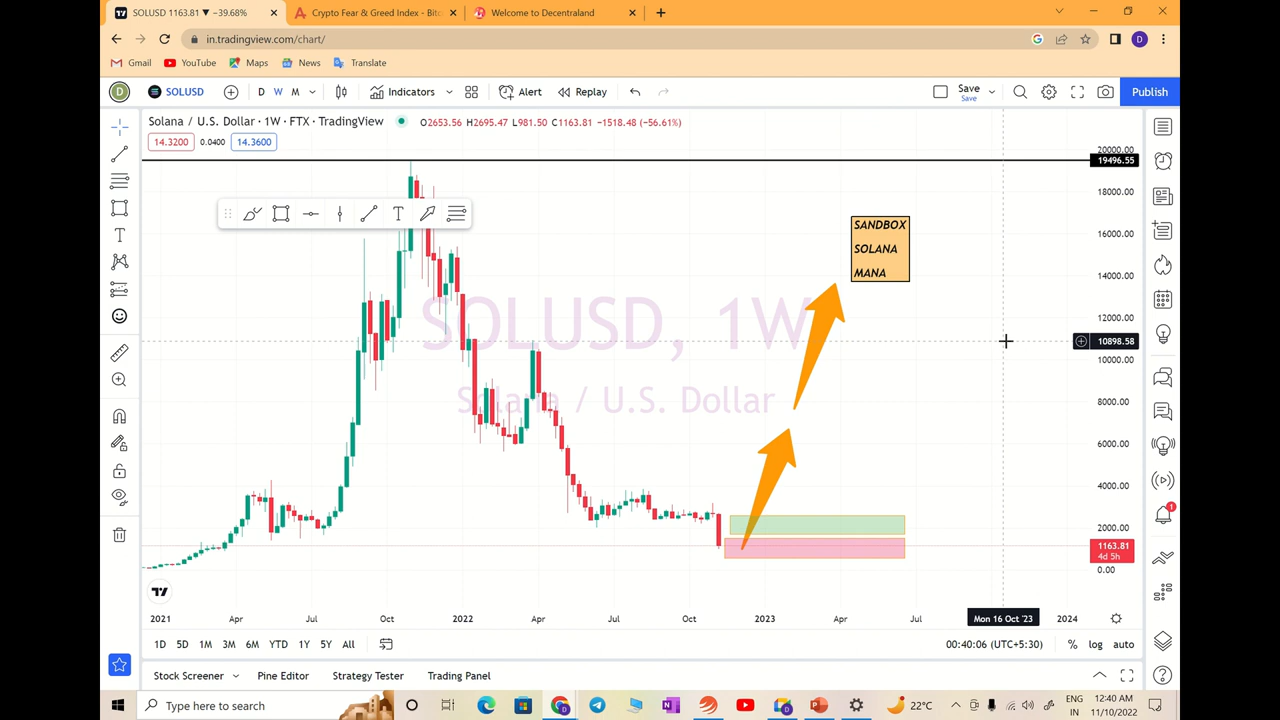 SOLUSD 1163.81 ▼ −39.68%
Crypto Fear & Greed Index - Bitc
Welcome to Decentraland
in.tradingview.com/chart/
D
Gmail
YouTube
Maps
News
Translate
D
SOLUSD
D W M
Indicators
Alert
Replay
Save
Save
Publish
Solana / U.S. Dollar · 1W · FTX · TradingView
O2653.56 H2695.47 L981.50 C1163.81 −1518.48 (−56.61%)
14.3200
0.0400
14.3600
T
T
SOLUSD, 1W
Solana / U.S. Dollar
SANDBOX
SOLANA
MANA
20000.00
19496.55
18000.00
16000.00
14000.00
12000.00
10898.58
10000.00
8000.00
6000.00
4000.00
2000.00
1163.81
4d 5h
0.00
1
2021
Apr
Jul
Oct
2022
Apr
Jul
Oct
2023
Apr
Jul
Mon 16 Oct '23
2024
1D 5D 1M 3M 6M YTD 1Y 5Y All
00:40:06 (UTC+5:30)
%
log
auto
Stock Screener
Pine Editor
Strategy Tester
Trading Panel
Type here to search
22°C
ENG
IN
12:40 AM
11/10/2022